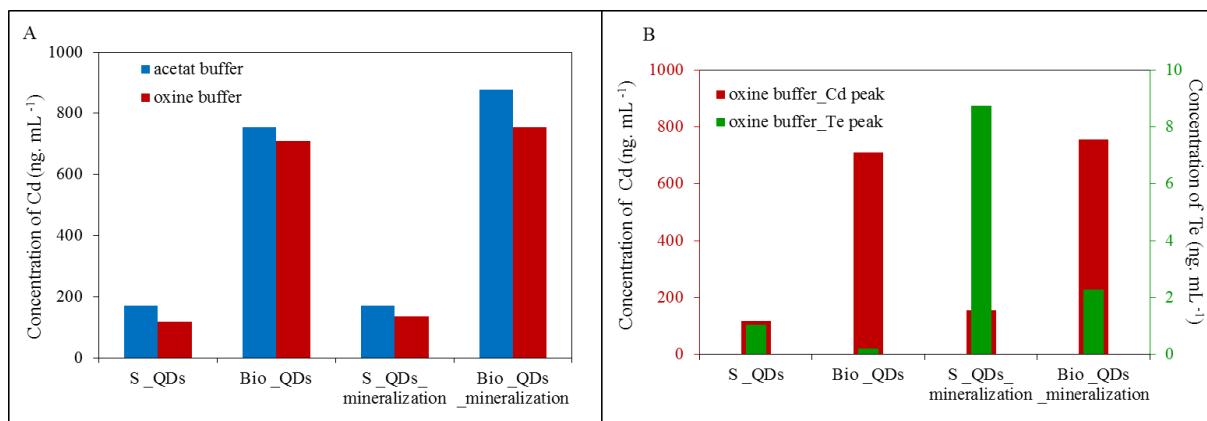 A
Concentration of Cd (ng. mL -1)
1000
800
600
400
200
0
acetat buffer
oxine buffer
S _QDs
Bio _QDs
S _QDs_
mineralization
Bio _QDs
_mineralization
B
Concentration of Cd (ng. mL -1)
1000
800
600
400
200
0
oxine buffer_Cd peak
oxine buffer_Te peak
10
8
6
4
2
0
Concentration of Te (ng. mL -1)
S _QDs
Bio _QDs
S _QDs_
mineralization
Bio _QDs
_mineralization